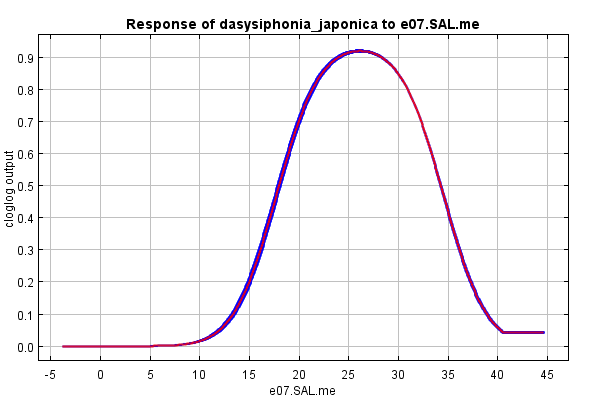 Response of dasysiphonia_japonica to e07.SAL.me
cloglog output
0.9
0.8
0.7
0.6
0.5
0.4
0.3
0.2
0.1
0.0
-5 0 5 10 15 20 25 30 35 40 45
e07.SAL.me